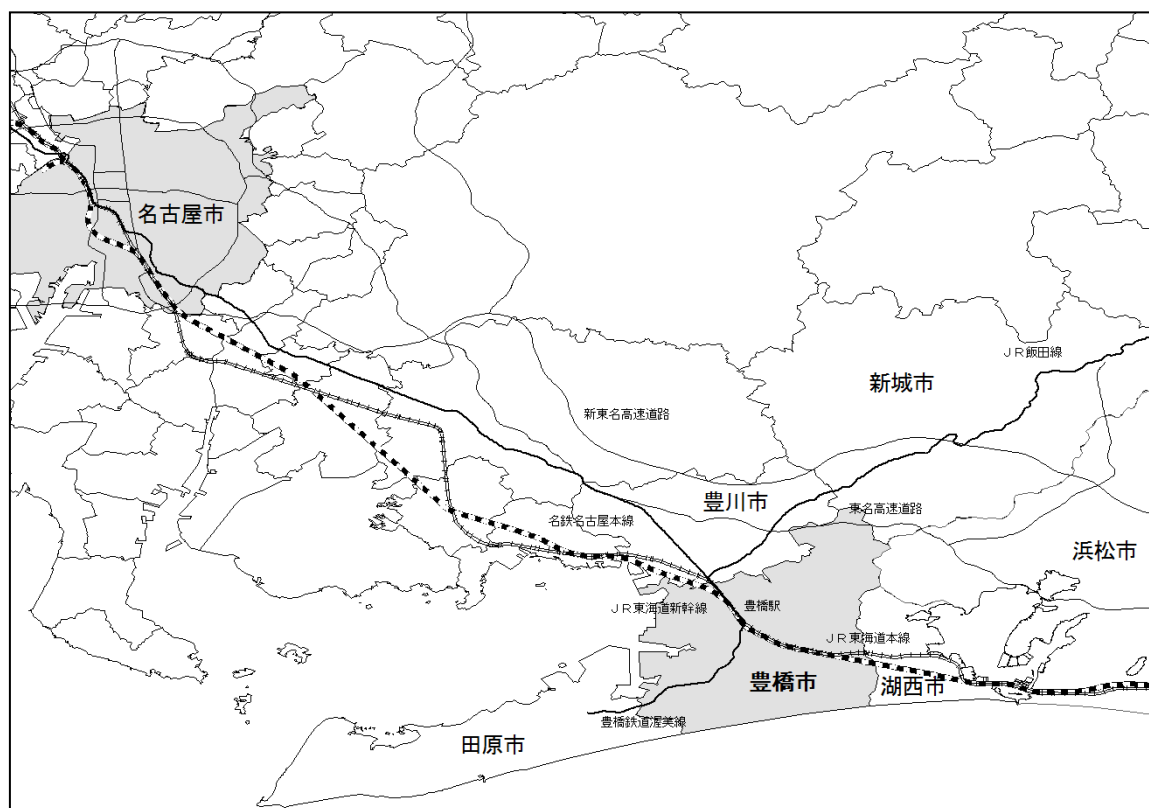 名古屋市
JR飯田線
新城市
新東名高速道路
豊川市
東名高速道路
名鉄名古屋本線
浜松市
JR東海道新幹線
豊橋駅
JR東海道本線
豊橋市
湖西市
豊橋鉄道渥美線
田原市